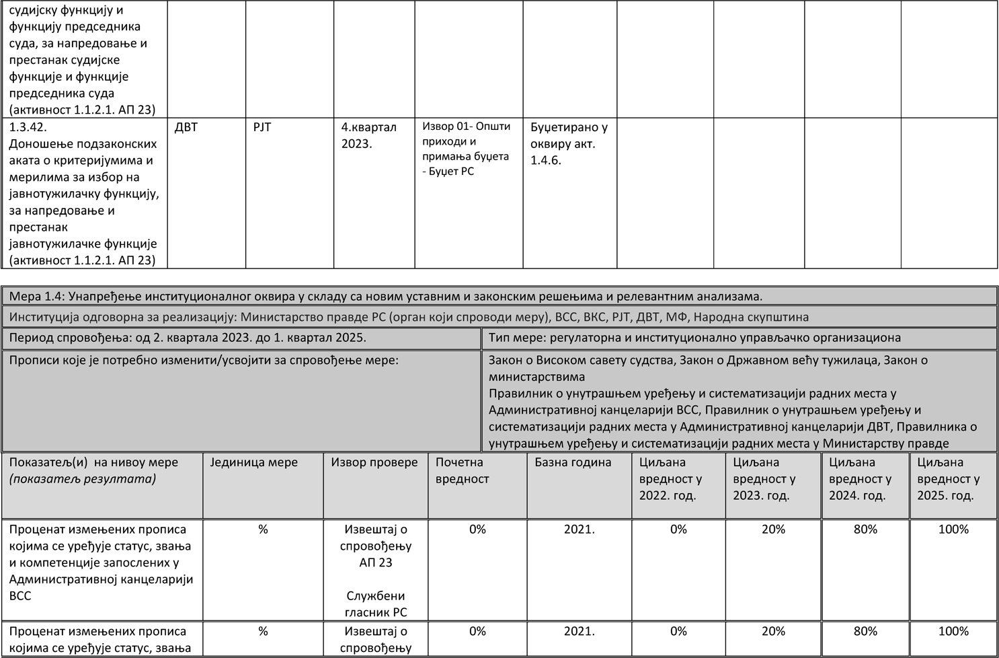 судијску функцију и
функцију председника
суда, за напредовање и
престанак судијске
функције и функције
председника суда
(активност 1.1.2.1. АП 23)
1.3.42.
Доношење подзаконских
аката о критеријумима и
мерилима за избор на
јавнотужилачку функцију,
за напредовање и
престанак
јавнотужилачке функције
(активност 1.1.2.1. АП 23)
ДВТ
РЈТ
4.квартал
2023.
Извор 01- Општи
приходи и
примања буџета
- Буџет РС
Буџетирано у
оквиру акт.
1.4.6.
Мера 1.4: Унапређење институционалног оквира у складу са новим уставним и законским решењима и релевантним анализама.
Институција одговорна за реализацију: Министарство правде РС (орган који спроводи меру), ВСС, ВКС, РЈТ, ДВТ, МФ, Народна скупштина
Период спровођења: од 2. квартала 2023. до 1. квартал 2025.
Тип мере: регулаторна и институционално управљачко организациона
Прописи које је потребно изменити/усвојити за спровођење мере:
Закон о Високом савету судства, Закон о Државном већу тужилаца, Закон о
министарствима
Правилник о унутрашњем уређењу и систематизацији радних места у
Административној канцеларији ВСС, Правилник о унутрашњем уређењу и
систематизацији радних места у Административној канцеларији ДВТ, Правилника о
унутрашњем уређењу и систематизацији радних места у Министарству правде
Показатељ(и) на нивоу мере
(показатељ резултата)
Јединица мере
Извор провере
Почетна
вредност
Базна година
Циљана
вредност у
2022. год.
Циљана
вредност у
2023. год.
Циљана
вредност у
2024. год.
Циљана
вредност у
2025. год.
Проценат измењених прописа
којима се уређује статус, звања
и компетенције запослених у
Административној канцеларији
ВСС
%
Извештај о
спровођењу
АП 23
Службени
гласник РС
0%
2021.
0%
20%
80%
100%
Проценат измењених прописа
којима се уређује статус, звања
%
Извештај о
спровођењу
0%
2021.
0%
20%
80%
100%